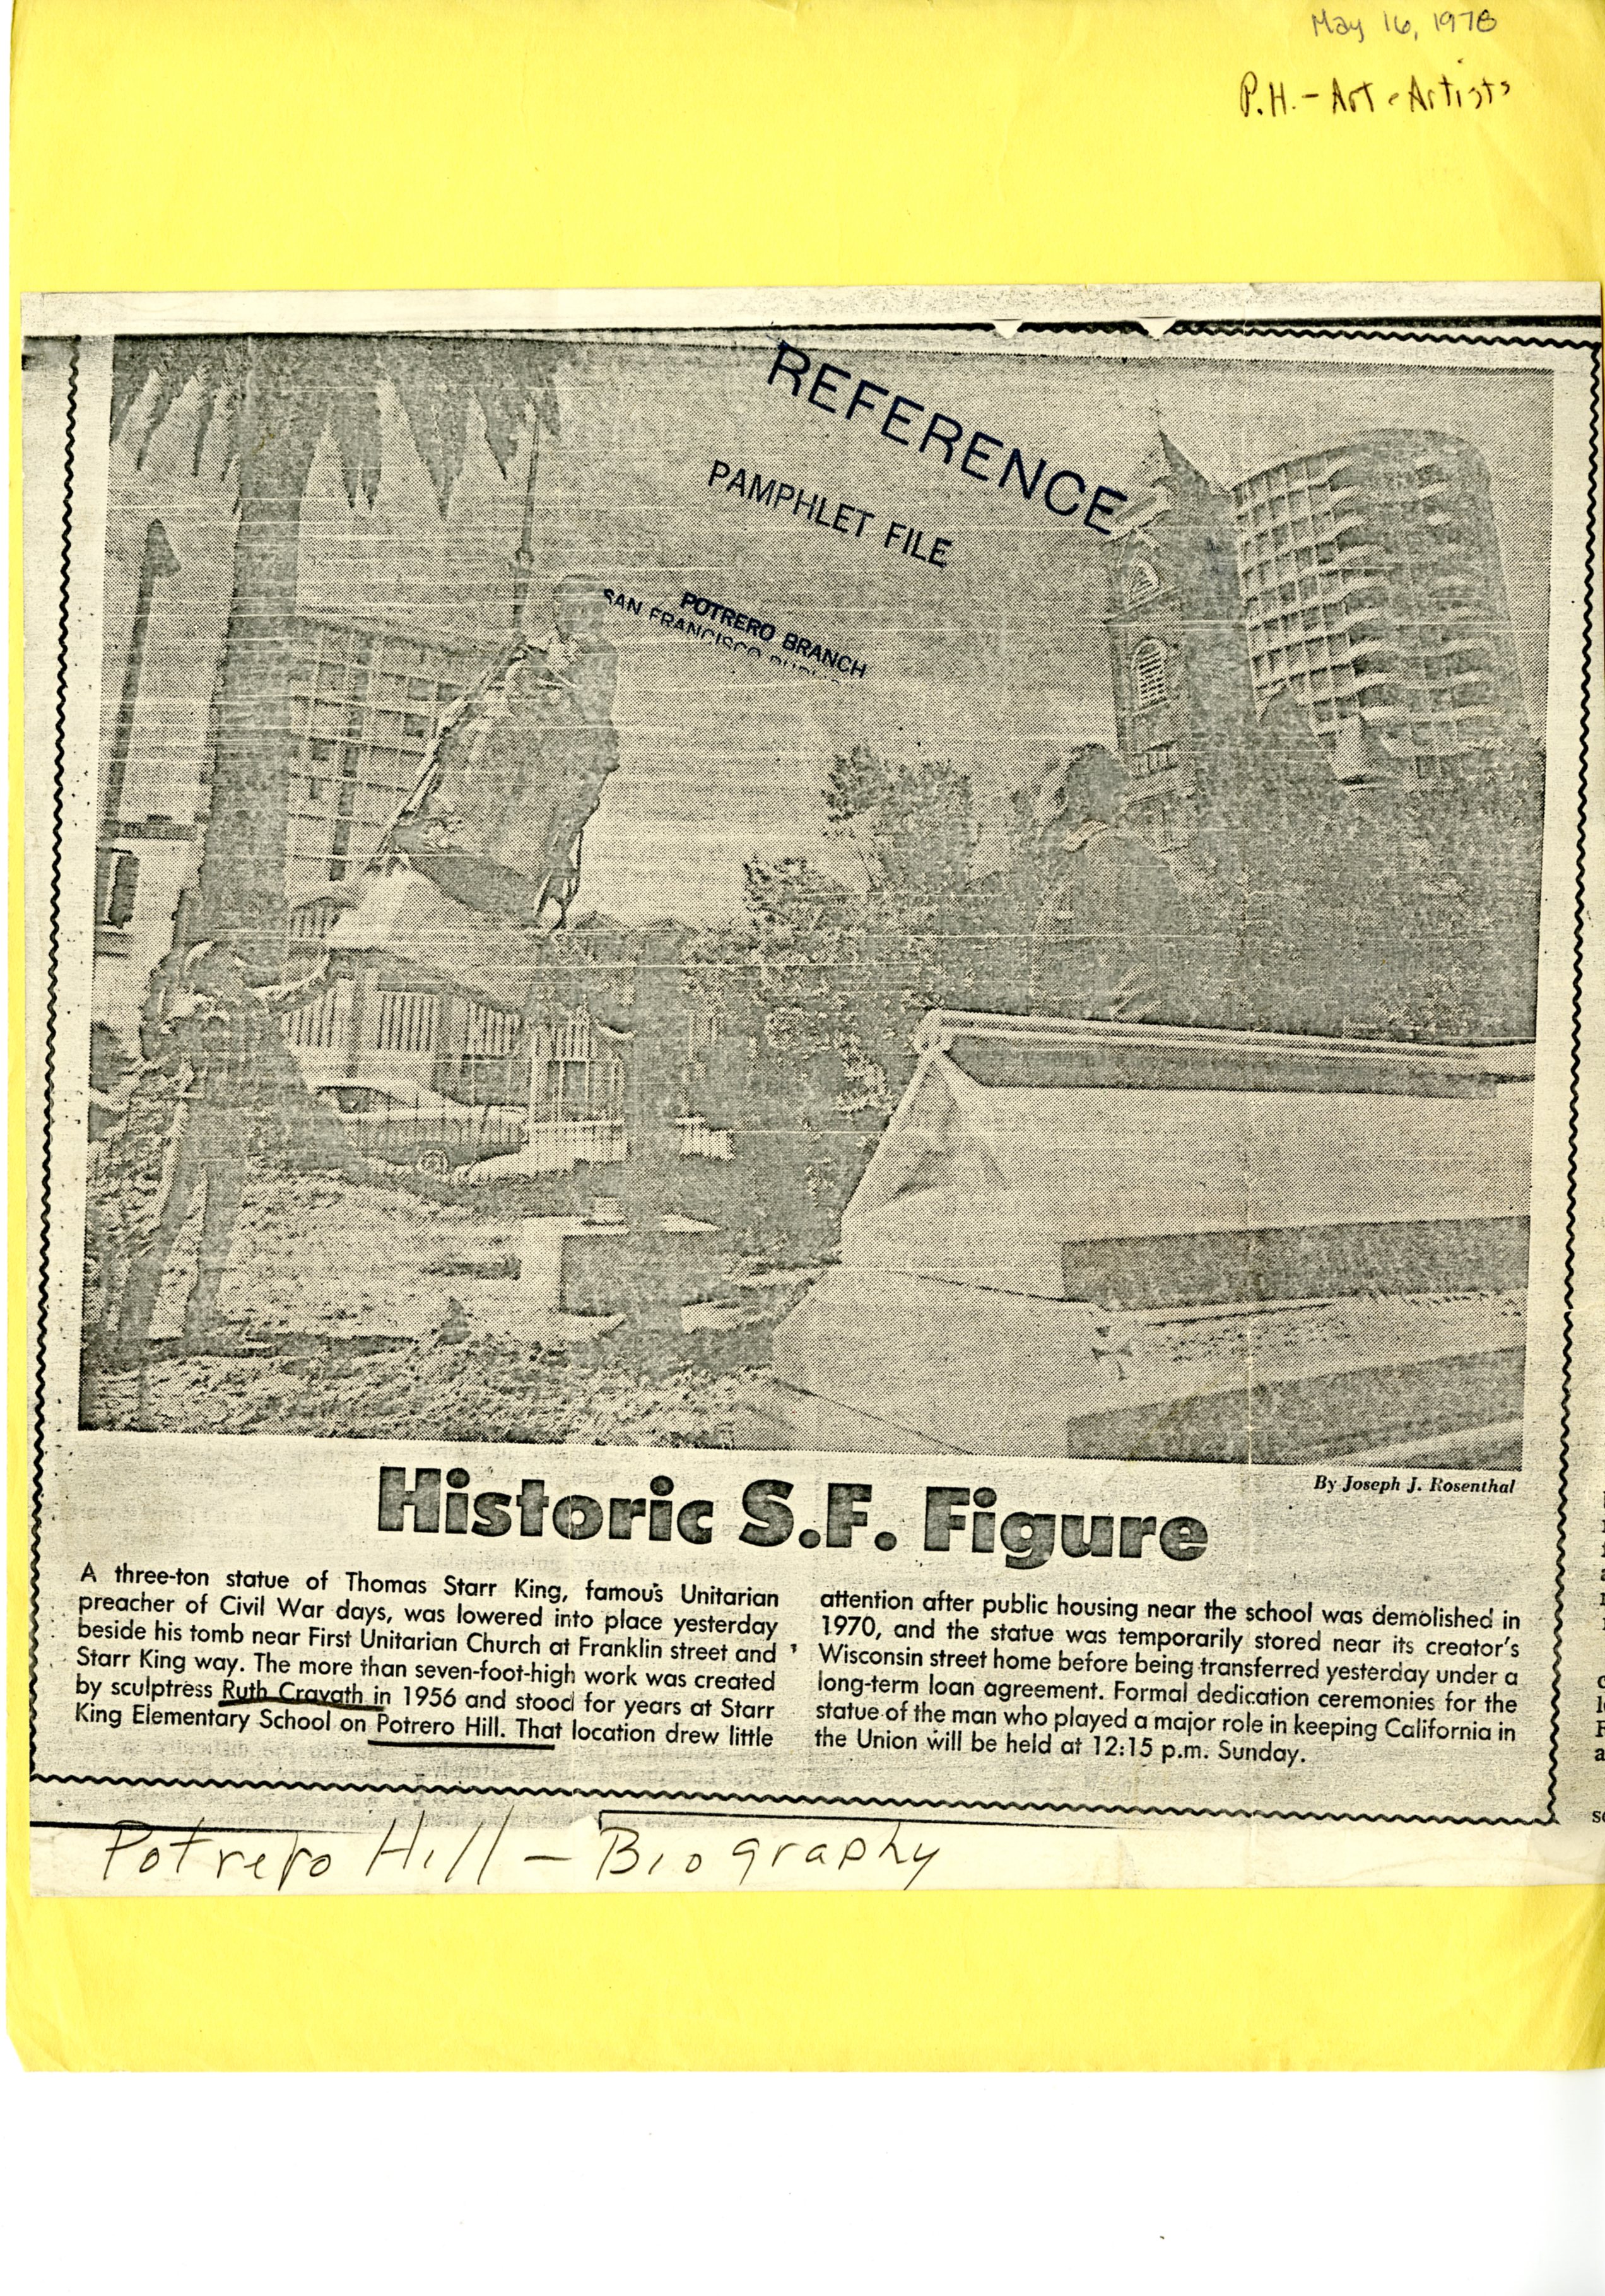 May 16, 1978
P.H. - Art - Artists
REFERENCE
PAMPHLET FILE
POTRERO BRANCH
SAN FRANCISCO
By Joseph J. Rosenthal
Historic S.F. Figure
A three-ton statue of Thomas Starr King, famous Unitarian
preacher of Civil War days, was lowered into place yesterday
beside his tomb near First Unitarian Church at Franklin street and
Starr King way. The more than seven-foot-high work was created
by sculptress Ruth Cravath in 1956 and stood for years at Starr
King Elementary School on Potrero Hill. That location drew little
attention after public housing near the school was demolished in
1970, and the statue was temporarily stored near its creator's
Wisconsin street home before being transferred yesterday under a
long-term loan agreement. Formal dedication ceremonies for the
statue of the man who played a major role in keeping California in
the Union will be held at 12:15 p.m. Sunday.
Potrero Hill - Biography